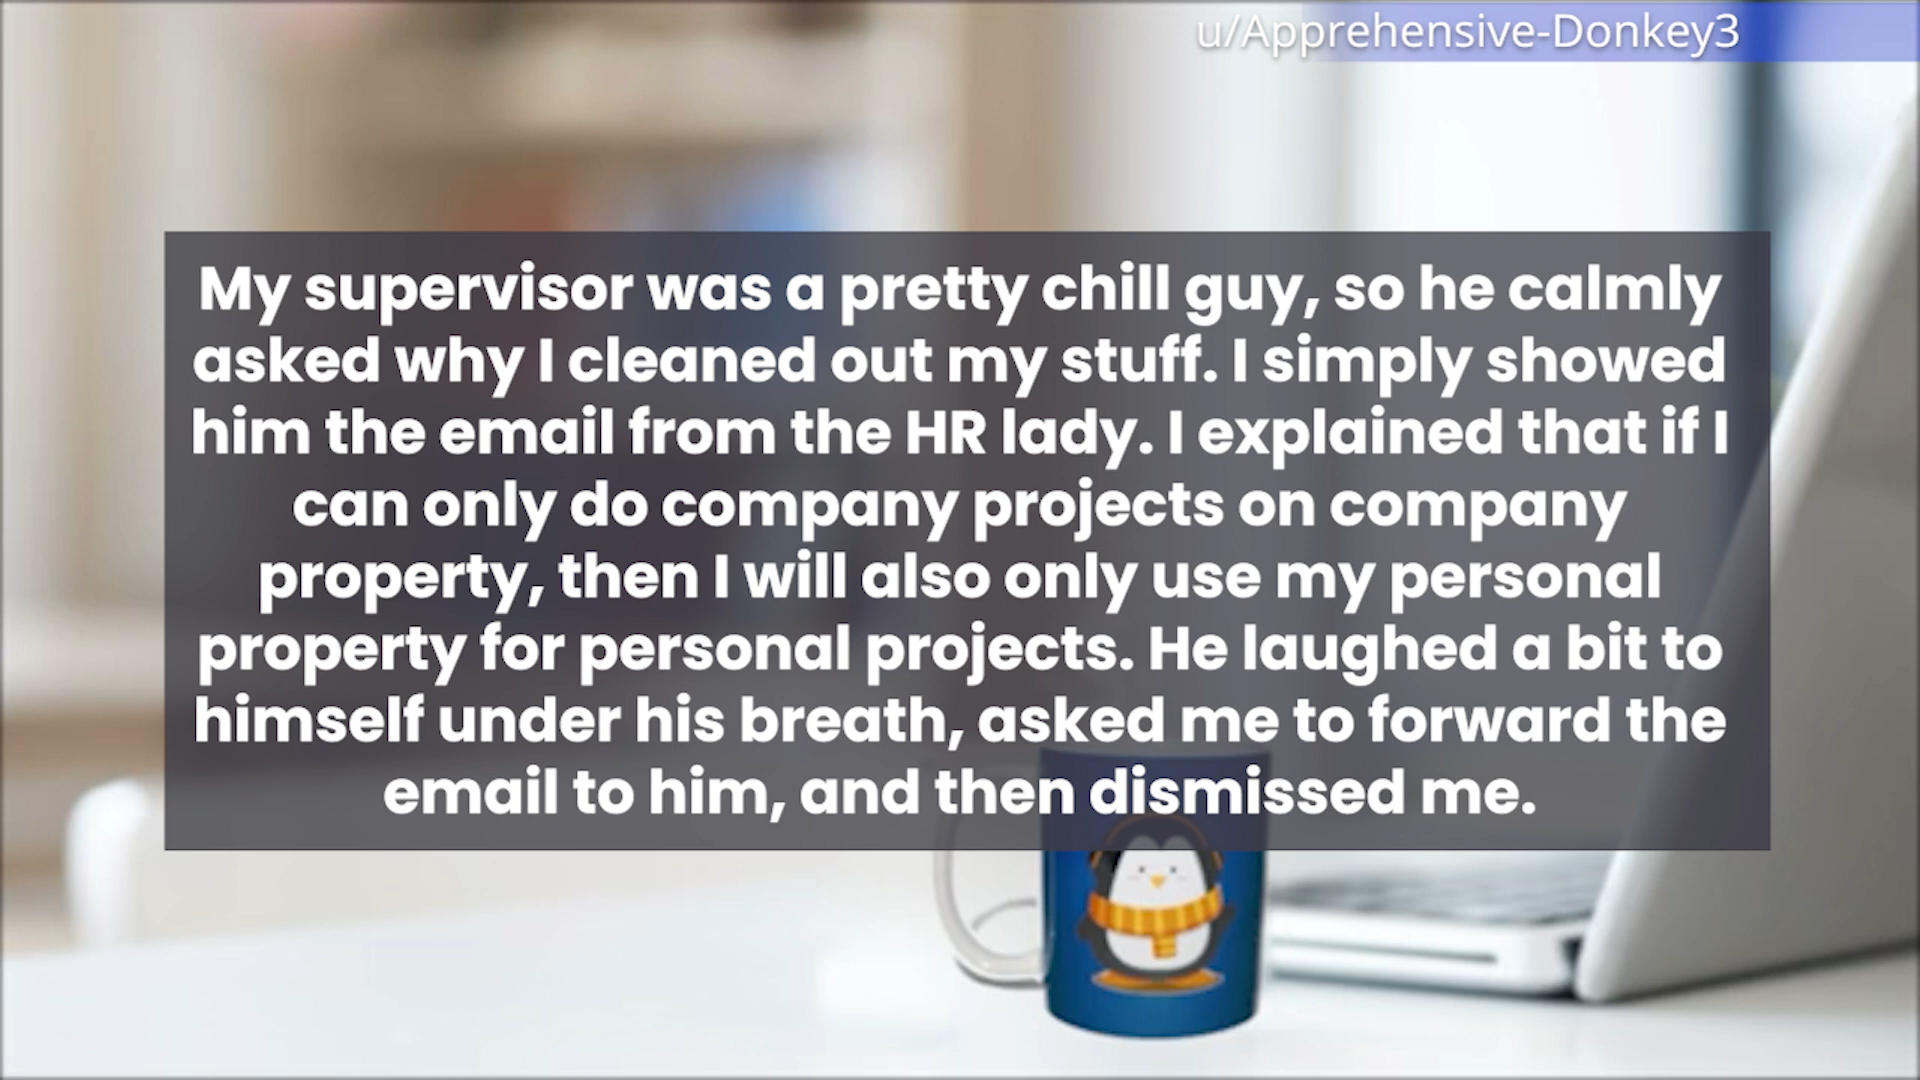 u/Apprehensive-Donkey3
My supervisor was a pretty chill guy, so he calmly
asked why I cleaned out my stuff. I simply showed
him the email from the HR lady. I explained that if I
can only do company projects on company
property, then I will also only use my personal
property for personal projects. He laughed a bit to
himself under his breath, asked me to forward the
email to him, and then dismissed me.